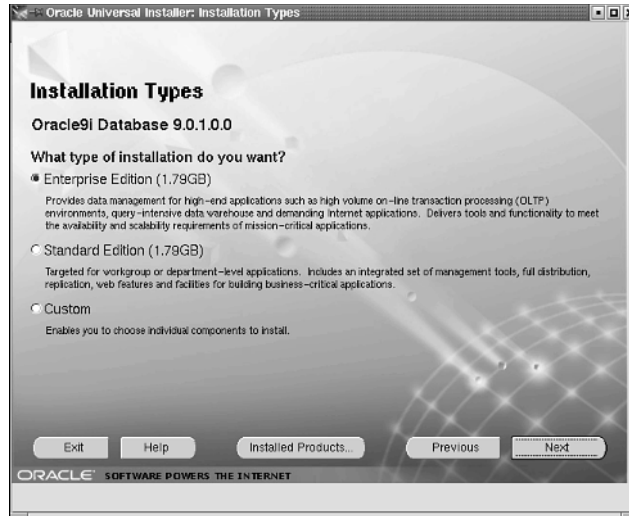 Oracle Universal Installer: Installation Types
Installation Types
Oracle9i Database 9.0.1.0.0
What type of installation do you want?
Enterprise Edition (1.79GB)
Provides data management for high-end applications such as high volume on-line transaction processing (OLTP)
environments, query-intensive data warehouse and demanding Internet applications. Delivers tools and functionality to meet
the availability and scalability requirements of mission-critical applications.
Standard Edition (1.79GB)
Targeted for workgroup or department-level applications. Includes an integrated set of management tools, full distribution,
replication, web features and facilities for building business-critical applications.
Custom
Enables you to choose individual components to install.
Exit Help Installed Products... Previous Next
ORACLE SOFTWARE POWERS THE INTERNET